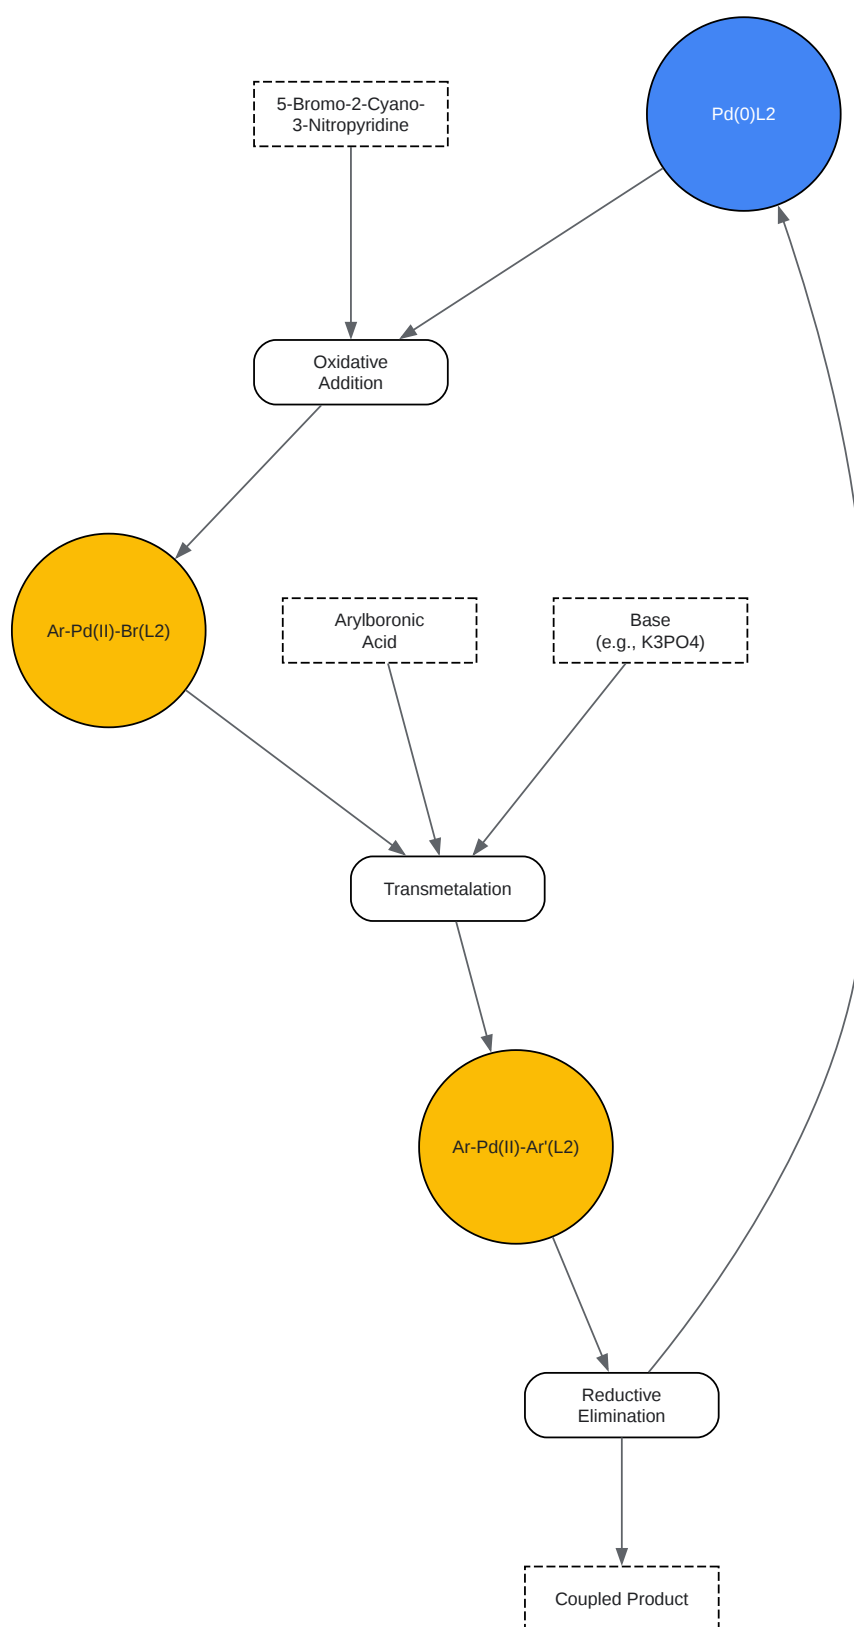 5-Bromo-2-Cyano-
3-Nitropyridine
Pd(0)L2
Oxidative
Addition
Ar-Pd(II)-Br(L2)
Arylboronic
Acid
Base
(e.g., K3PO4)
Transmetalation
Ar-Pd(II)-Ar'(L2)
Reductive
Elimination
Coupled Product